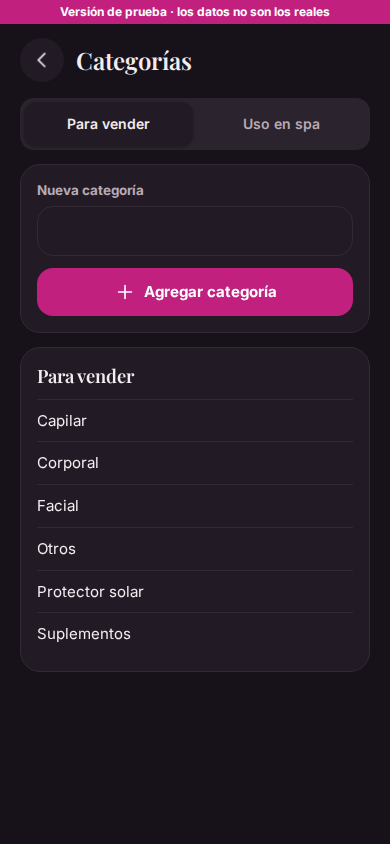 Versión de prueba · los datos no son los reales
Categorías
Para vender
Uso en spa
Nueva categoría
Agregar categoría
Para vender
Capilar
Corporal
Facial
Otros
Protector solar
Suplementos